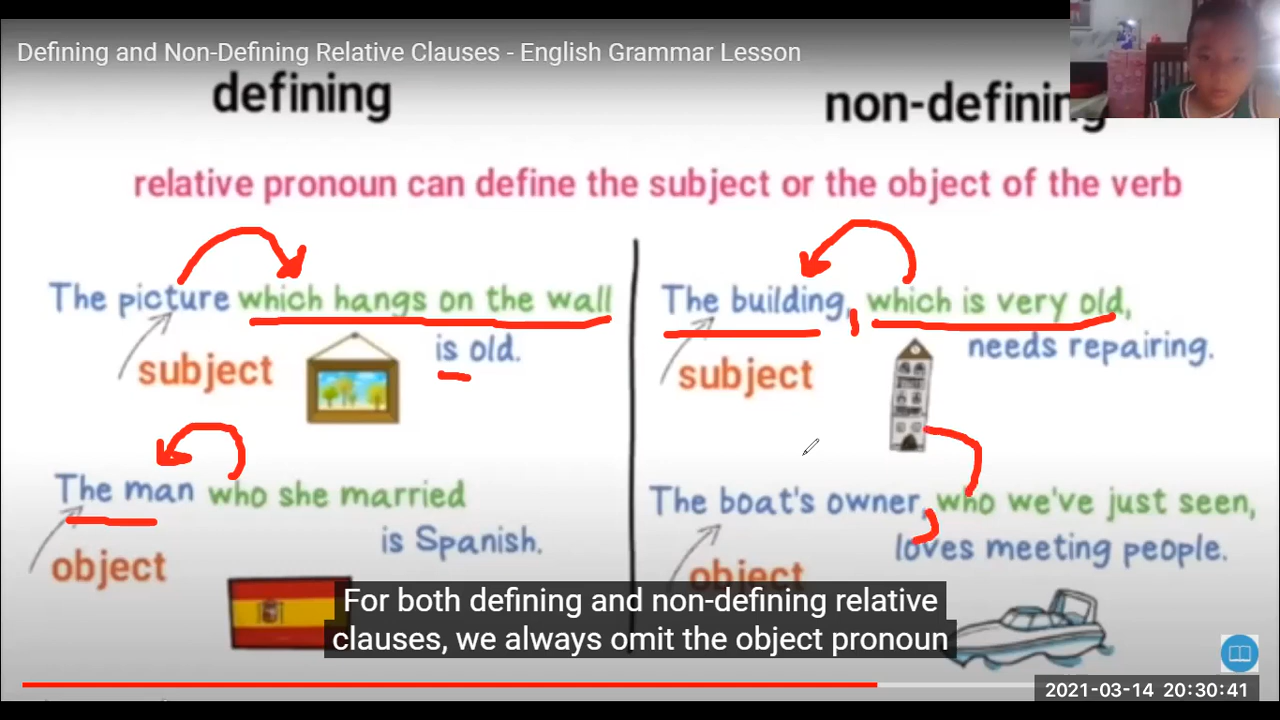 Defining and Non-Defining Relative Clauses - English Grammar Lesson
defining
non-defining
relative pronoun can define the subject or the object of the verb
The picture which hangs on the wall
is old.
subject
The building, which is very old,
needs repairing.
subject
The man who she married
is Spanish.
object
The boat's owner, who we've just seen,
loves meeting people.
object
For both defining and non-defining relative
clauses, we always omit the object pronoun
2021-03-14 20:30:41